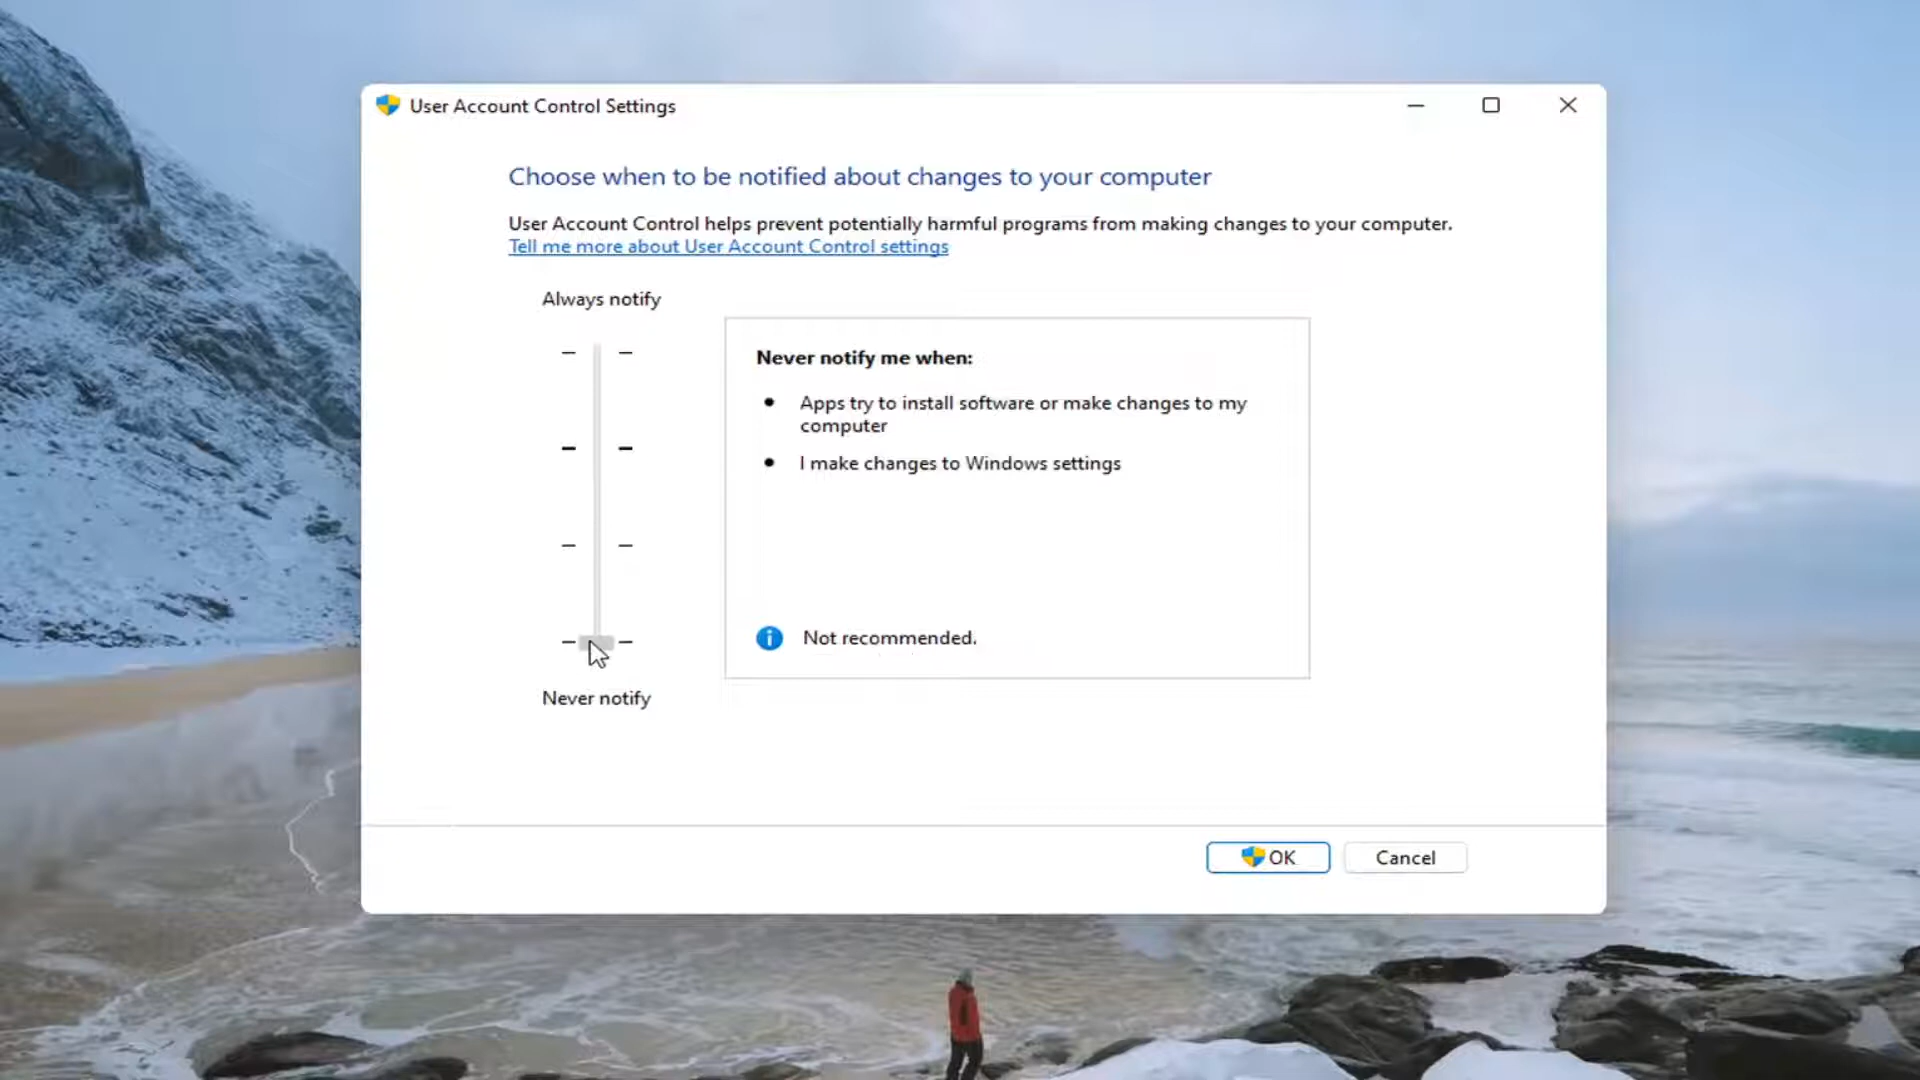 User Account Control Settings
Choose when to be notified about changes to your computer
User Account Control helps prevent potentially harmful programs from making changes to your computer.
Tell me more about User Account Control settings
Always notify
Never notify me when:
Apps try to install software or make changes to my
computer
I make changes to Windows settings
Not recommended.
Never notify
OK
Cancel